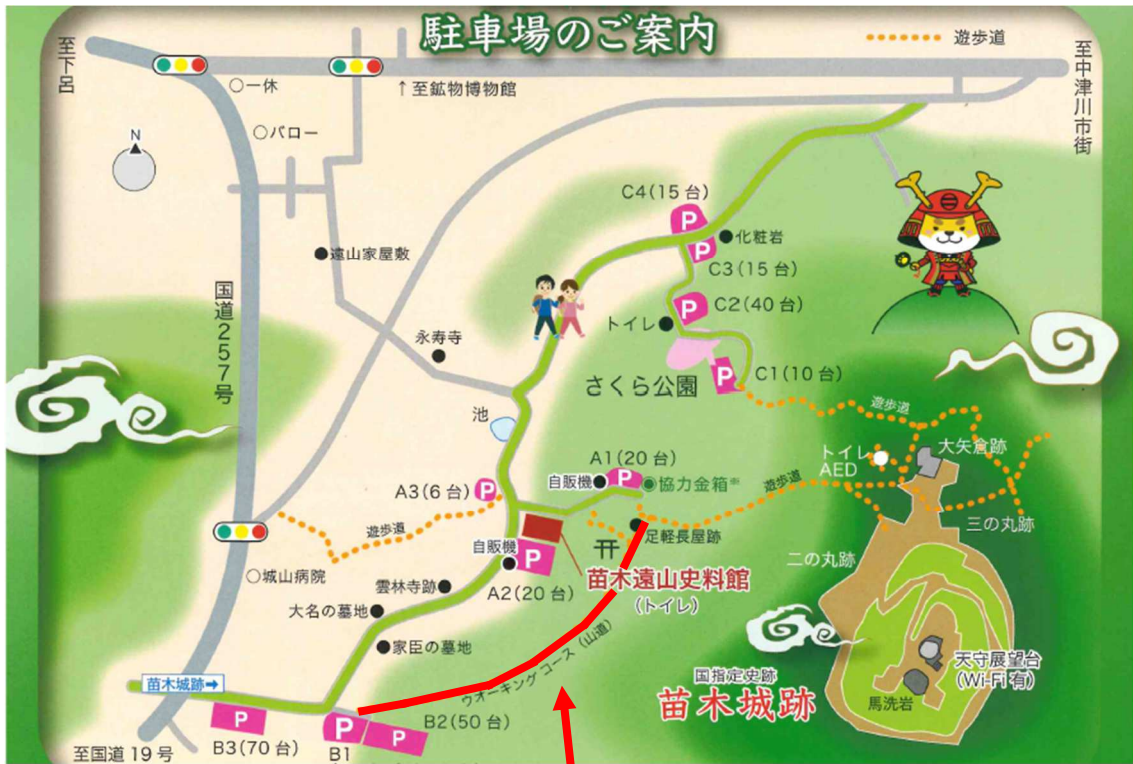 駐車場のご案内
遊歩道
至下呂
至中津川市街
○一休
↑至鉱物博物館
○バロー
N
C4(15台)
P
化粧岩
P
C3(15台)
遠山家屋敷
国道257号
P
C2(40台)
トイレ
永寿寺
さくら公園
P
C1(10台)
池
遊歩道
大矢倉跡
トイレ
AED
A1(20台)
自販機
P
協力金箱※
遊歩道
A3(6台)
P
三の丸跡
遊歩道
足軽長屋跡
自販機
P
二の丸跡
苗木遠山史料館
(トイレ)
○城山病院
雲林寺跡
A2(20台)
大名の墓地
家臣の墓地
ウオーキングコース(山道)
天守展望台
(Wi-Fi有)
国指定史跡
苗木城跡
馬洗岩
苗木城跡➡
P
P
P
B2(50台)
B3(70台)
B1
至国道19号